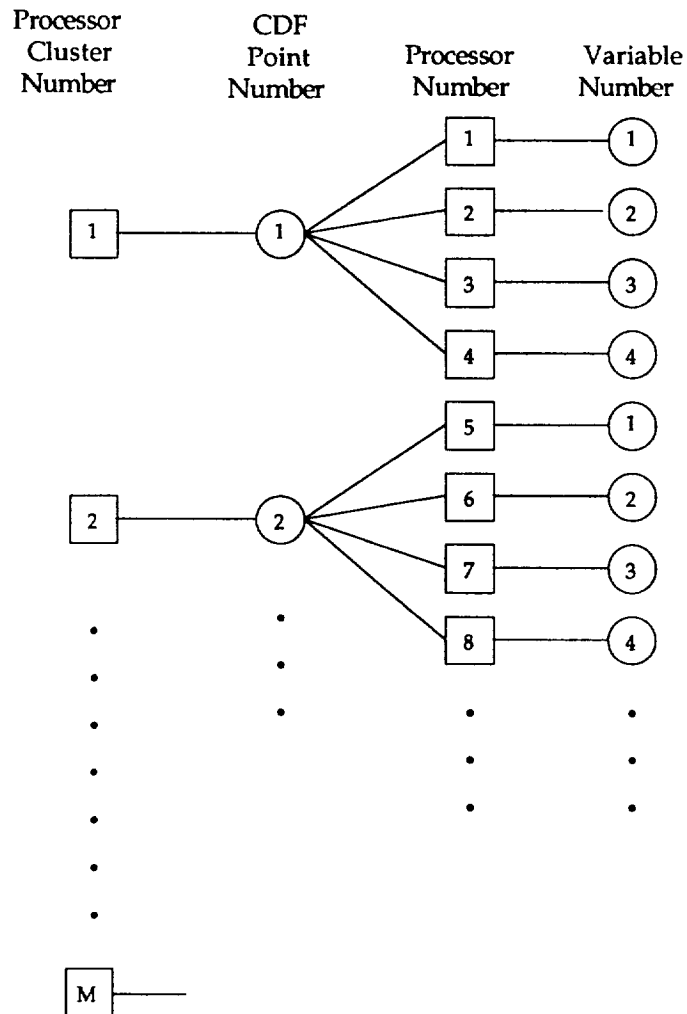 Processor
Cluster
Number
CDF
Point
Number
Processor
Number
Variable
Number
1
1
1
1
2
2
3
3
4
4
2
2
5
1
6
2
7
3
8
4
M